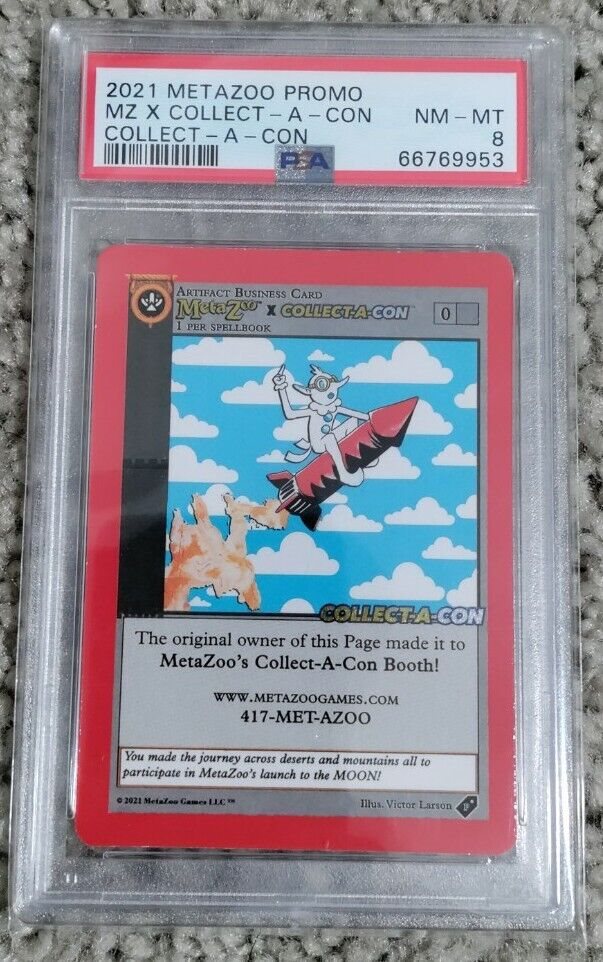 2021 METAZOO PROMO
MZ X COLLECT-A-CON NM-MT
COLLECT-A-CON 8
PSA 66769953
ARTIFACT BUSINESS CARD
MetaZoo™ X COLLECT-A-CON™ 0
1 PER SPELLBOOK
COLLECT-A-CON
The original owner of this Page made it to
MetaZoo's Collect-A-Con Booth!
WWW.METAZOOGAMES.COM
417-MET-AZOO
You made the journey across deserts and mountains all to
participate in MetaZoo's launch to the MOON!
© 2021 MetaZoo Games LLC™ Illus. Victor Larson